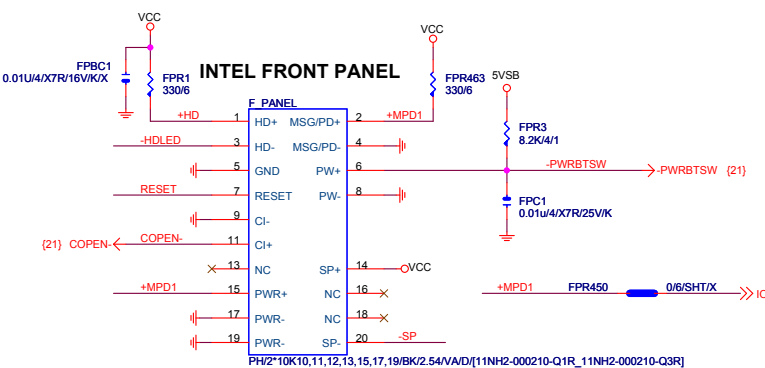 VCC
VCC
FPBC1
0.01U/4/X7R/16V/K/X
FPR1
330/6
INTEL FRONT PANEL
FPR463
330/6
5VSB
F_PANEL
FPR3
8.2K/4/1
+HD 1 HD+ MSG/PD+ 2 +MPD1
-HDLED 3 HD- MSG/PD- 4
5 GND PW+ 6 -PWRBTSW -PWRBTSW {21}
RESET 7 RESET PW- 8
FPC1
0.01u/4/X7R/25V/K
9 CI-
{21} COPEN- COPEN- 11 CI+
13 NC SP+ 14 VCC
+MPD1 15 PWR+ NC 16
+MPD1 FPR450 0/6/SHT/X
17 PWR- NC 18
19 PWR- SP- 20 -SP
PH/2*10K10,11,12,13,15,17,19/BK/2.54/VA/D/[11NH2-000210-Q1R_11NH2-000210-Q3R]